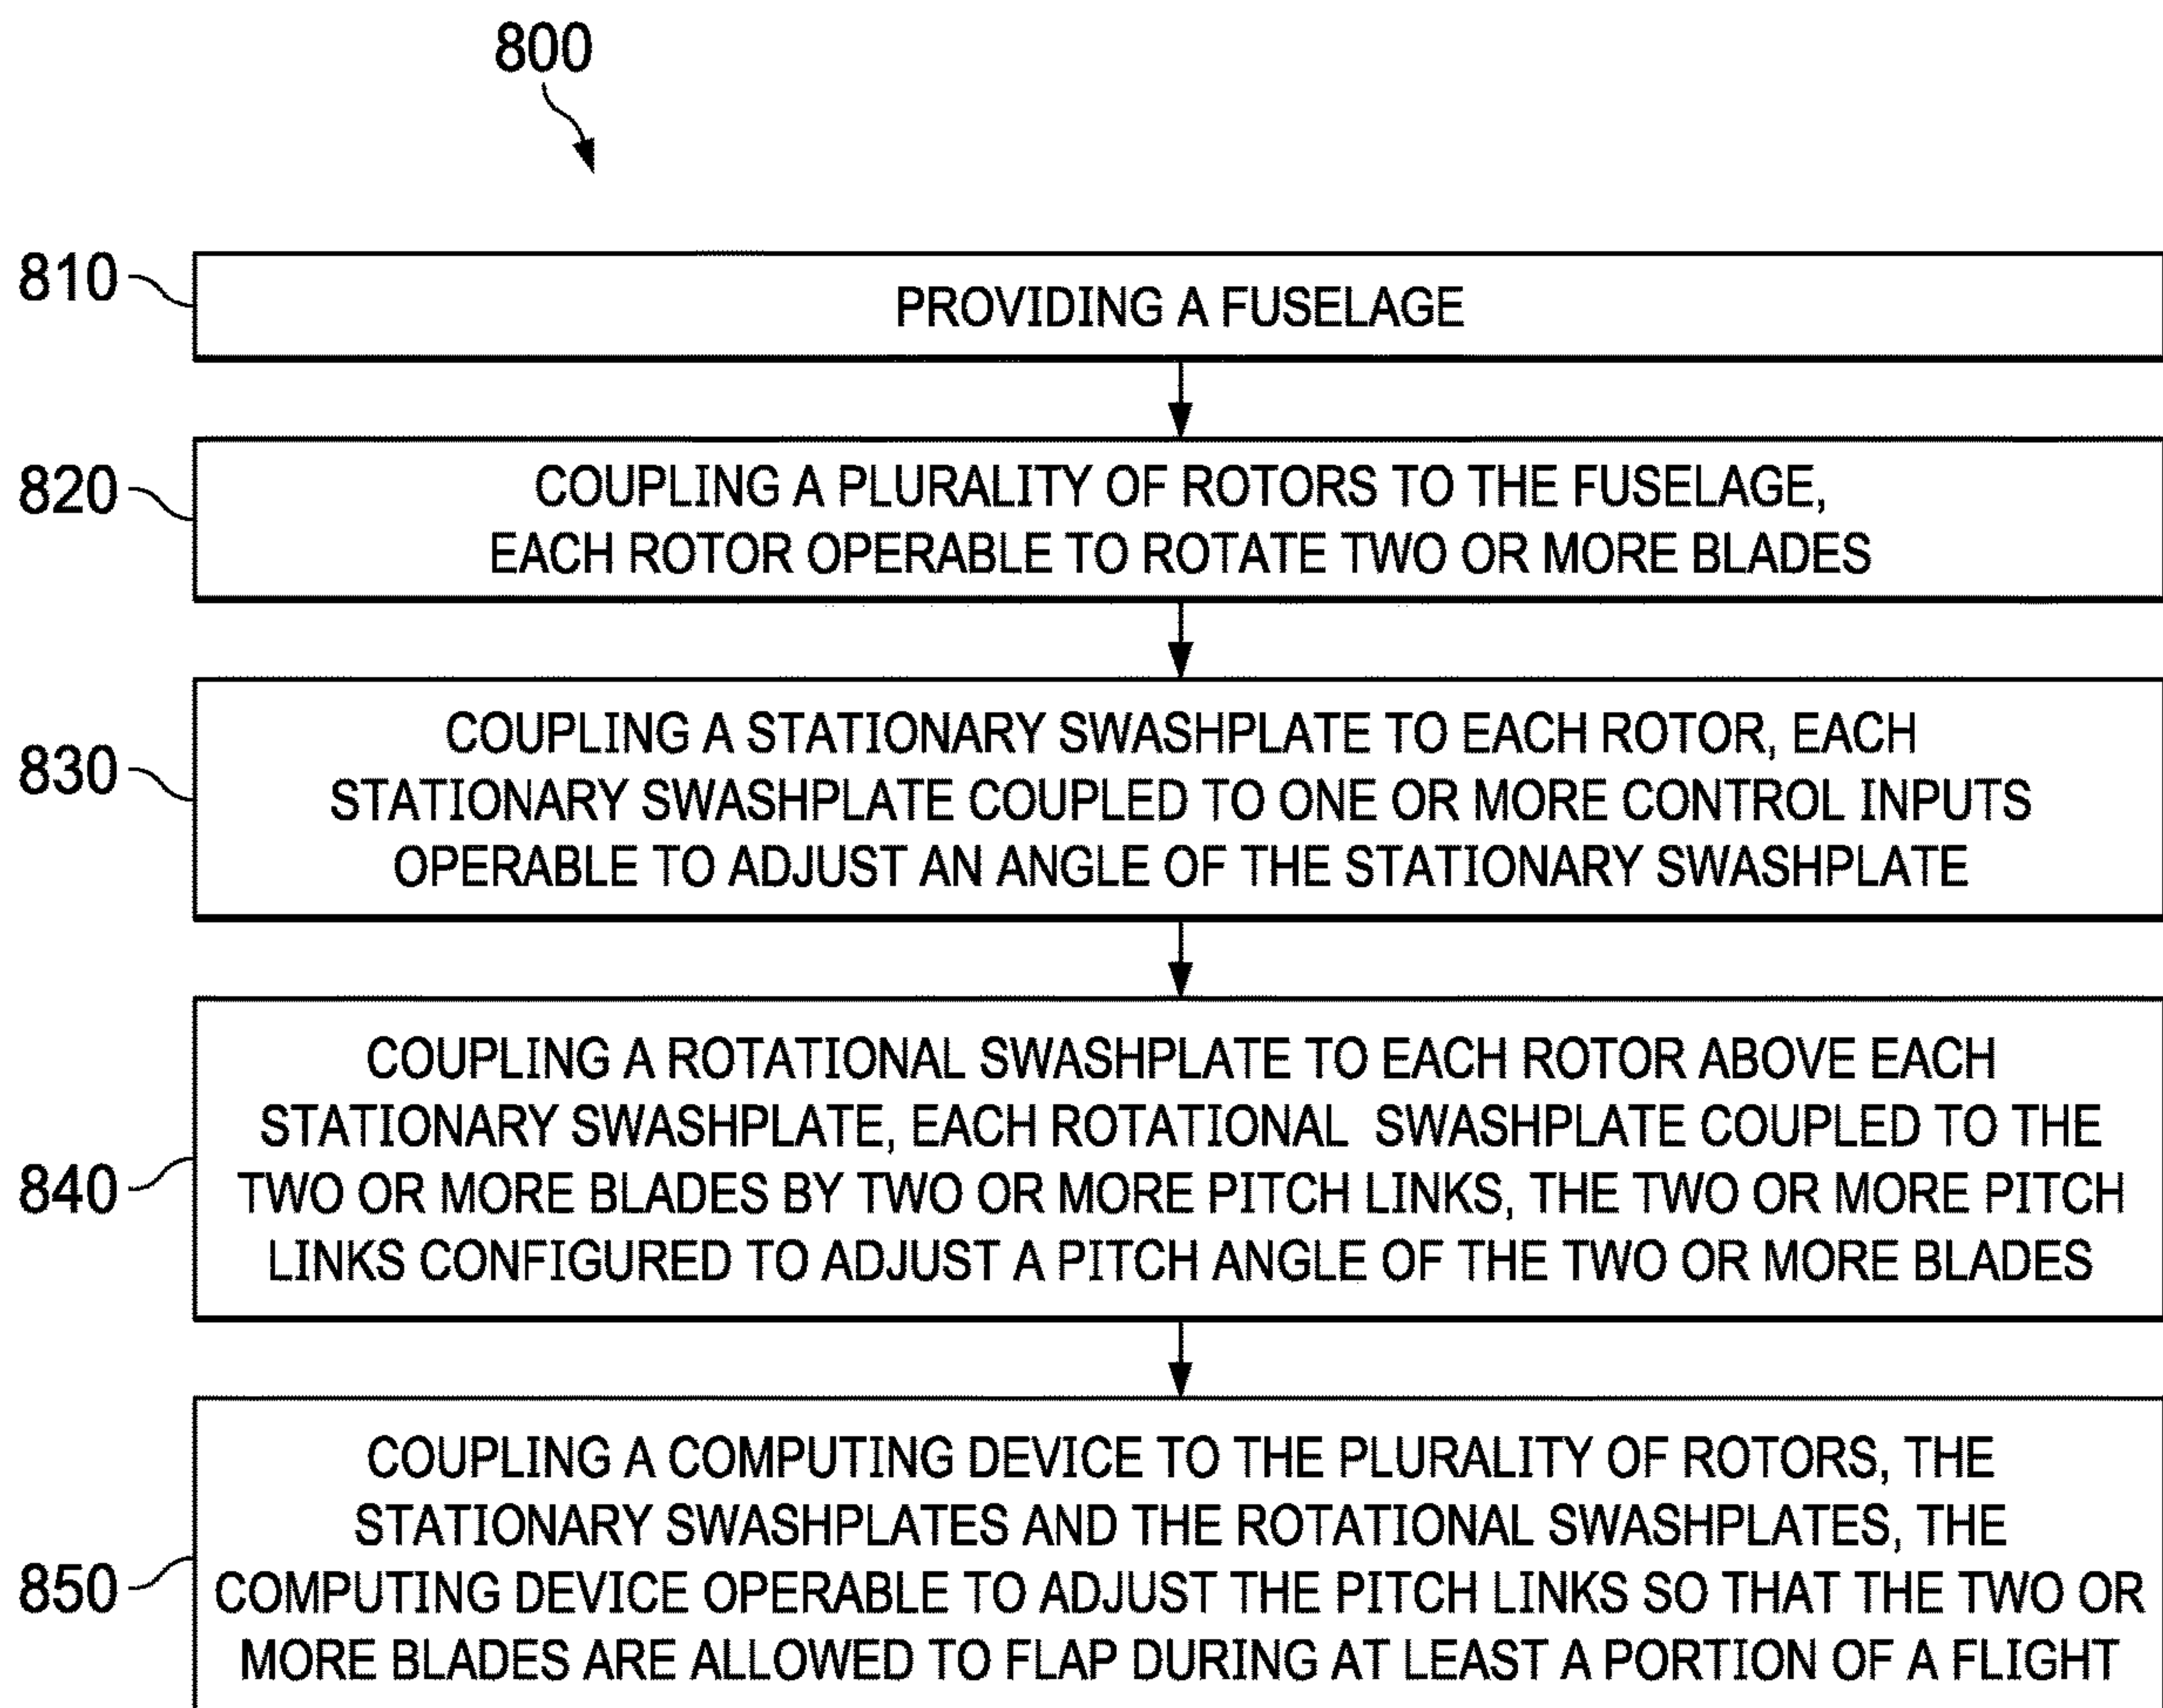 800
810
PROVIDING A FUSELAGE
820
COUPLING A PLURALITY OF ROTORS TO THE FUSELAGE,
EACH ROTOR OPERABLE TO ROTATE TWO OR MORE BLADES
830
COUPLING A STATIONARY SWASHPLATE TO EACH ROTOR, EACH
STATIONARY SWASHPLATE COUPLED TO ONE OR MORE CONTROL INPUTS
OPERABLE TO ADJUST AN ANGLE OF THE STATIONARY SWASHPLATE
840
COUPLING A ROTATIONAL SWASHPLATE TO EACH ROTOR ABOVE EACH
STATIONARY SWASHPLATE, EACH ROTATIONAL SWASHPLATE COUPLED TO THE
TWO OR MORE BLADES BY TWO OR MORE PITCH LINKS, THE TWO OR MORE PITCH
LINKS CONFIGURED TO ADJUST A PITCH ANGLE OF THE TWO OR MORE BLADES
850
COUPLING A COMPUTING DEVICE TO THE PLURALITY OF ROTORS, THE
STATIONARY SWASHPLATES AND THE ROTATIONAL SWASHPLATES, THE
COMPUTING DEVICE OPERABLE TO ADJUST THE PITCH LINKS SO THAT THE TWO OR
MORE BLADES ARE ALLOWED TO FLAP DURING AT LEAST A PORTION OF A FLIGHT